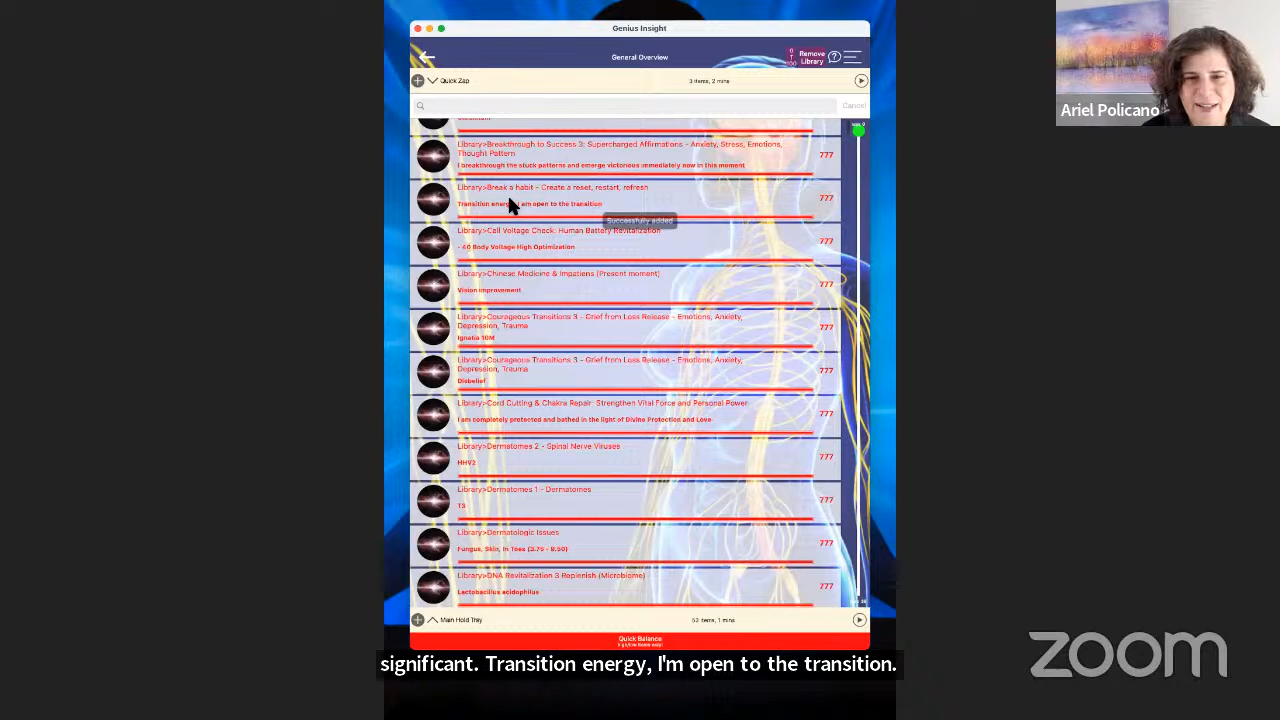 Genius Insight
General Overview
0
T
100
Remove
Library
Quick Zap
3 items, 2 mins
Cancel
Library>Breakthrough to Success 3: Supercharged Affirmations - Anxiety, Stress, Emotions,
Thought Pattern
777
I breakthrough the stuck patterns and emerge victorious immediately now in this moment
Library>Break a habit - Create a reset, restart, refresh
777
Transition energy I am open to the transition
Successfully added
Library>Cell Voltage Check: Human Battery Revitalization
777
- 40 Body Voltage High Optimization
Library>Chinese Medicine & Impatiens (Present moment)
777
Vision improvement
Library>Courageous Transitions 3 - Grief from Loss Release - Emotions, Anxiety,
Depression, Trauma
777
Ignatia 10M
Library>Courageous Transitions 3 - Grief from Loss Release - Emotions, Anxiety,
Depression, Trauma
777
Disbelief
Library>Cord Cutting & Chakra Repair: Strengthen Vital Force and Personal Power
777
I am completely protected and bathed in the light of Divine Protection and Love
Library>Dermatomes 2 - Spinal Nerve Viruses
777
HHV2
Library>Dermatomes 1 - Dermatomes
777
T3
Library>Dermatologic Issues
777
Fungus, Skin, In Toes (3.75 - 8.50)
Library>DNA Revitalization 3 Replenish (Microbiome)
777
Lactobacillus acidophilus
Main Hold Tray
53 items, 1 mins
Quick Balance
significant. Transition energy, I'm open to the transition.
Ariel Policano
zoom